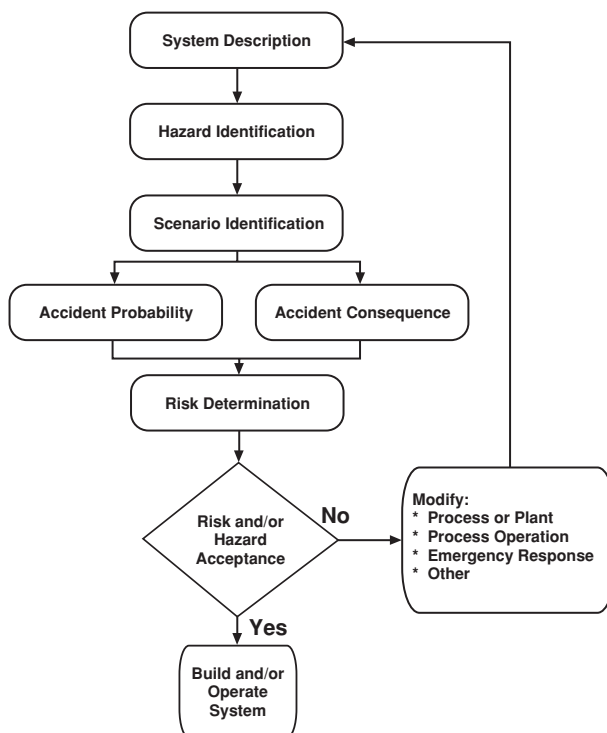 System Description
Hazard Identification
Scenario Identification
Accident Probability
Accident Consequence
Risk Determination
Risk and/or
Hazard
Acceptance
No
Modify:
* Process or Plant
* Process Operation
* Emergency Response
* Other
Yes
Build and/or
Operate
System